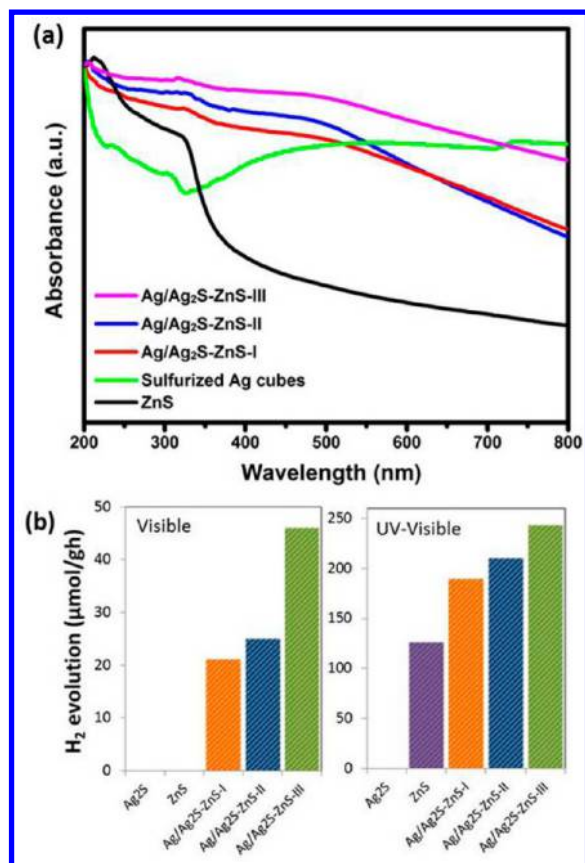 (a)
Absorbance (a.u.)
Ag/Ag₂S-ZnS-III
Ag/Ag₂S-ZnS-II
Ag/Ag₂S-ZnS-I
Sulfurized Ag cubes
ZnS
200 300 400 500 600 700 800
Wavelength (nm)
(b)
H₂ evolution (µmol/gh)
50
40
30
20
10
0
Visible
Ag2S
ZnS
Ag/Ag2S-ZnS-I
Ag/Ag2S-ZnS-II
Ag/Ag2S-ZnS-III
250
200
150
100
50
0
UV-Visible
Ag2S
ZnS
Ag/Ag2S-ZnS-I
Ag/Ag2S-ZnS-II
Ag/Ag2S-ZnS-III